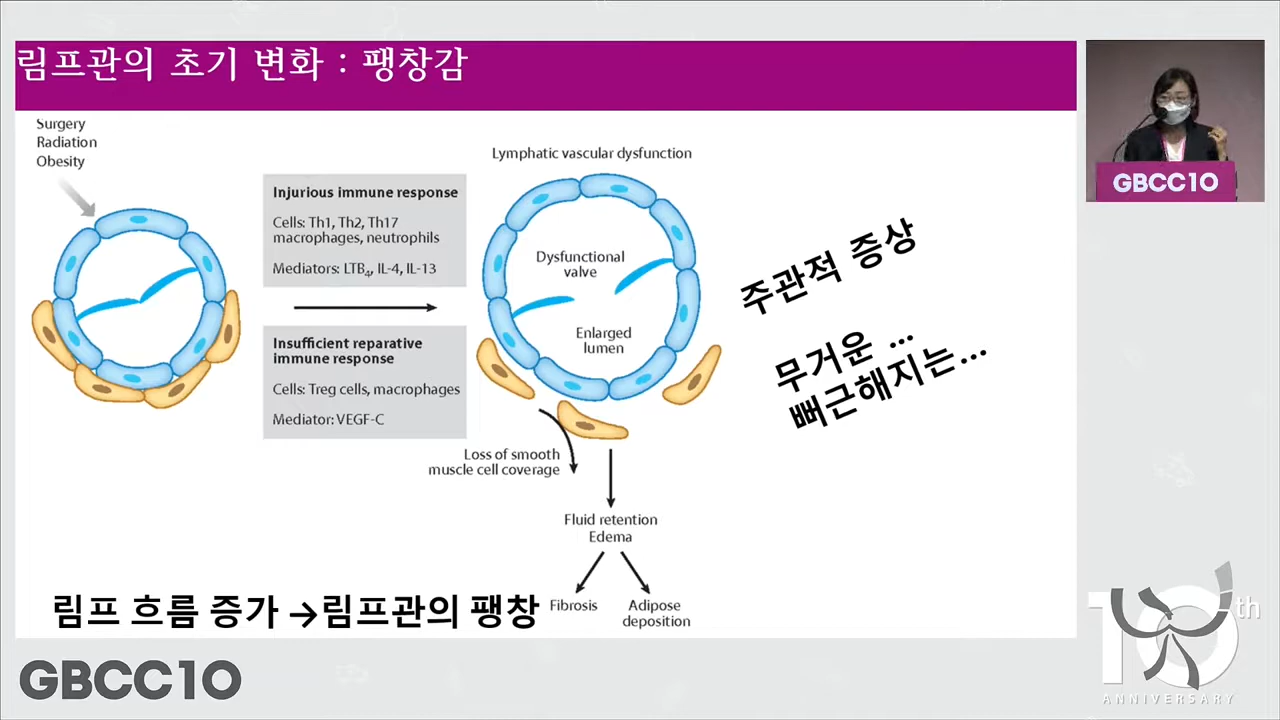 림프관의 초기 변화 : 팽창감
Surgery
Radiation
Obesity
Injurious immune response
Cells: Th1, Th2, Th17
macrophages, neutrophils
Mediators: LTB₄, IL-4, IL-13
Insufficient reparative
immune response
Cells: Treg cells, macrophages
Mediator: VEGF-C
Lymphatic vascular dysfunction
Dysfunctional
valve
Enlarged
lumen
Loss of smooth
muscle cell coverage
Fluid retention
Edema
Fibrosis
Adipose
deposition
주관적 증상
무거운 ...
뻐근해지는...
림프 흐름 증가 →림프관의 팽창
GBCC10
GBCC10
10th
ANNIVERSARY